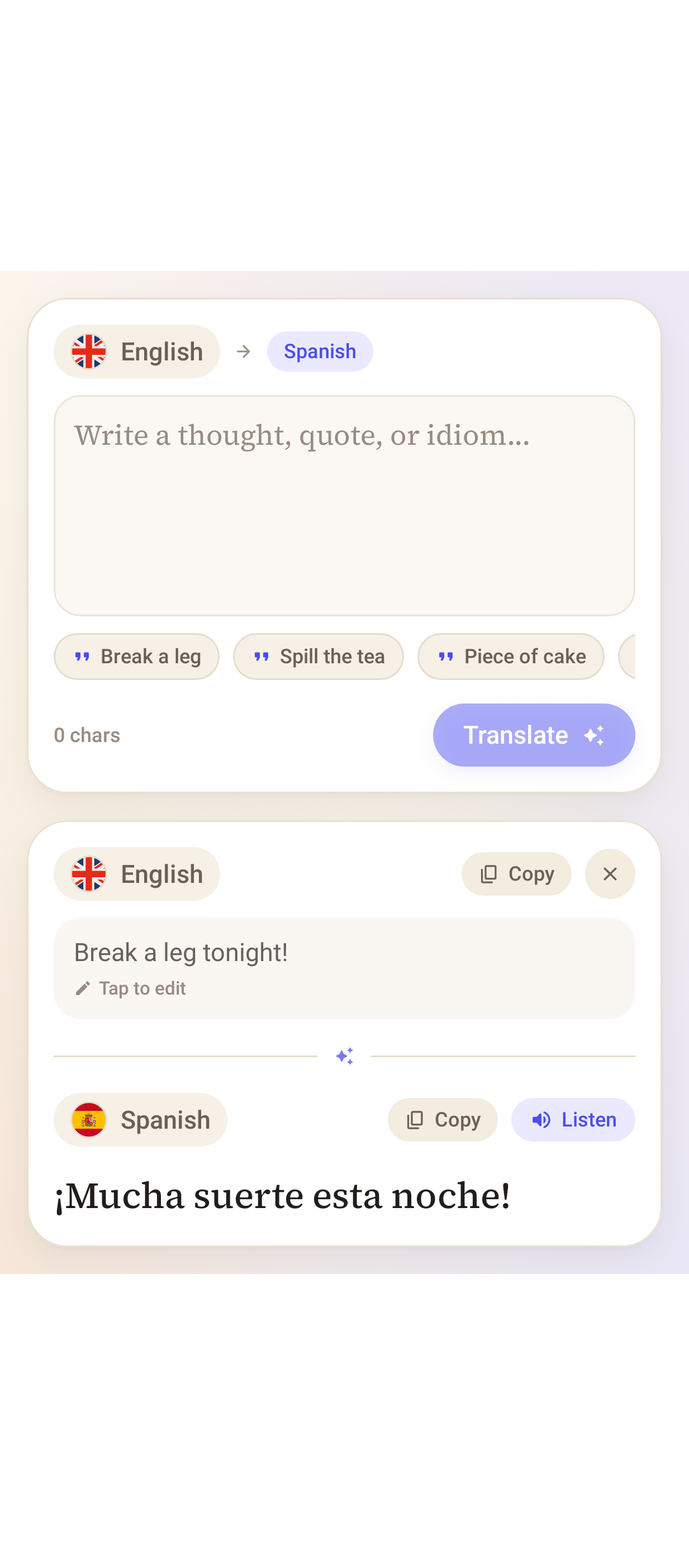 English → Spanish
Write a thought, quote, or idiom...
Break a leg Spill the tea Piece of cake
0 chars Translate
English Copy
Break a leg tonight!
Tap to edit
Spanish Copy Listen
¡Mucha suerte esta noche!